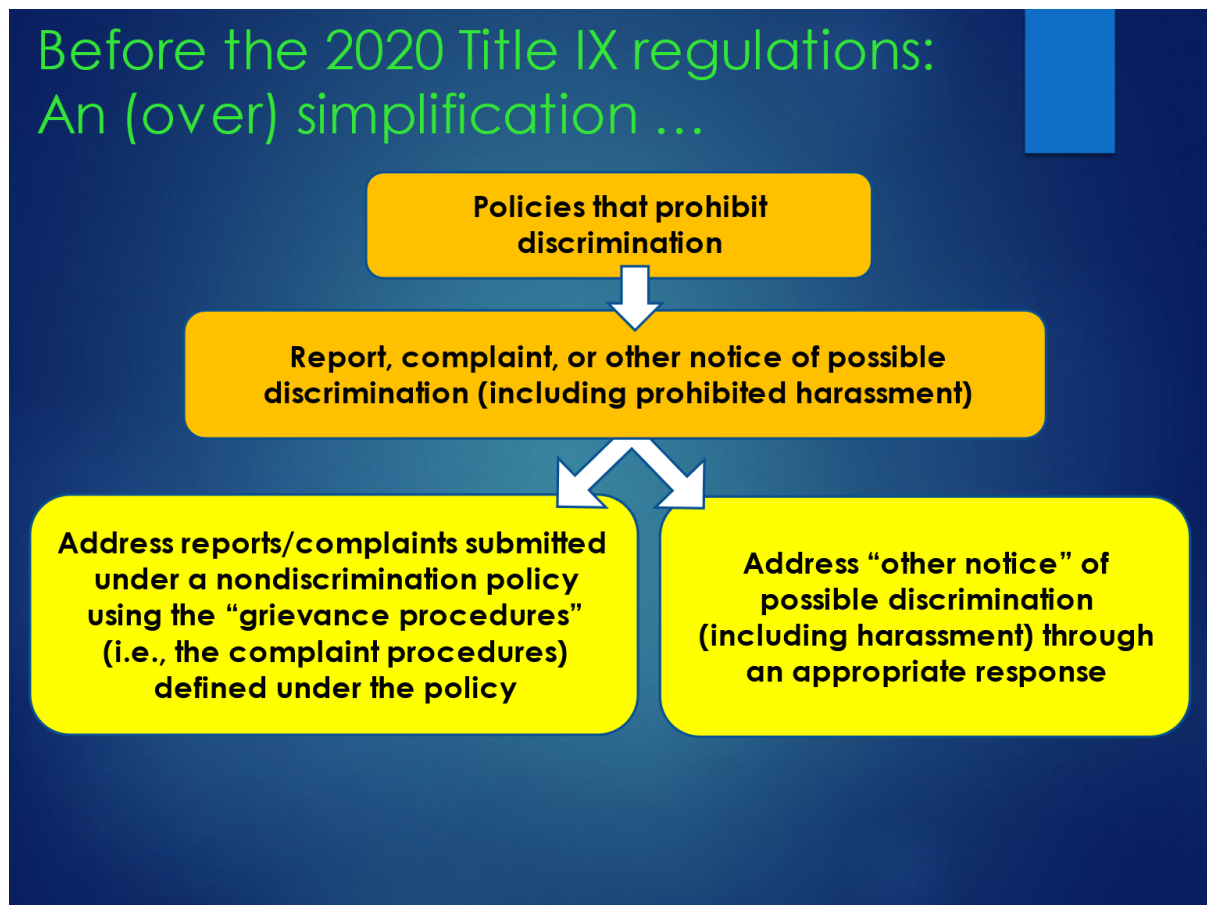 Before the 2020 Title IX regulations:
An (over) simplification …
Policies that prohibit
discrimination
Report, complaint, or other notice of possible
discrimination (including prohibited harassment)
Address reports/complaints submitted
under a nondiscrimination policy
using the “grievance procedures”
(i.e., the complaint procedures)
defined under the policy
Address “other notice” of
possible discrimination
(including harassment) through
an appropriate response